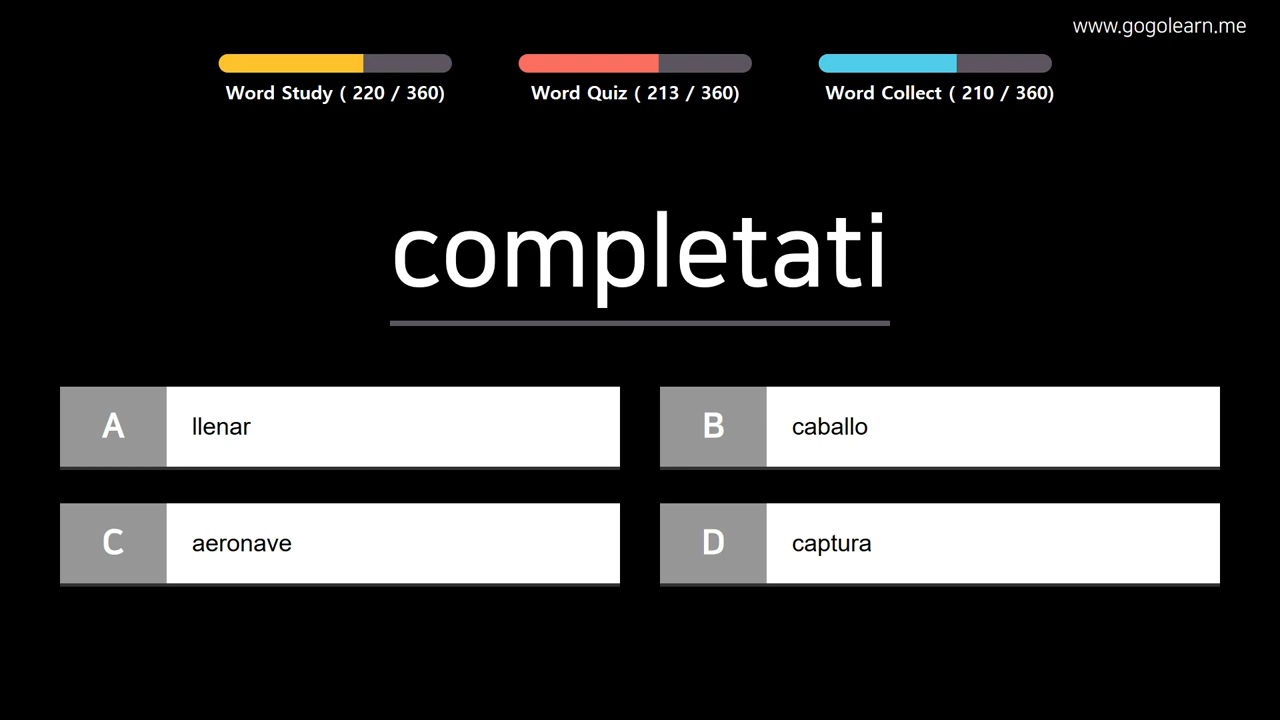 www.gogolearn.me
Word Study ( 220 / 360)
Word Quiz ( 213 / 360)
Word Collect ( 210 / 360)
completati
A llenar
B caballo
C aeronave
D captura